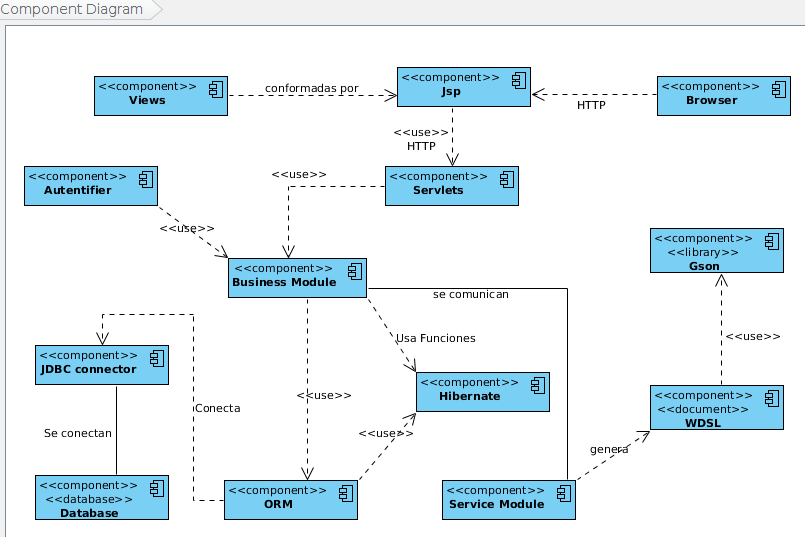 Component Diagram
<<component>>
Views
conformadas por
<<component>>
Jsp
HTTP
<<component>>
Browser
<<use>>
HTTP
<<component>>
Autentifier
<<use>>
<<use>>
<<component>>
Servlets
<<component>>
Business Module
se comunican
<<component>>
<<library>>
Gson
<<use>>
Usa Funciones
<<component>>
JDBC connector
<<component>>
Hibernate
Conecta
<<use>>
<<use>>
Se conectan
<<component>>
<<document>>
WDSL
genera
<<component>>
<<database>>
Database
<<component>>
ORM
<<component>>
Service Module